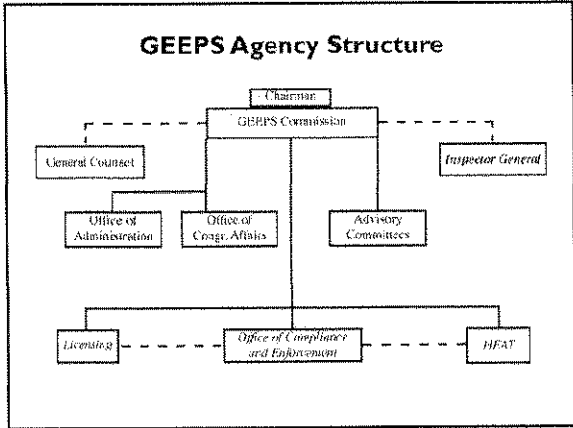 GEEPS Agency Structure
Chairman
GEEPS Commission
General Counsel
Inspector General
Office of
Administration
Office of
Congr. Affairs
Advisory
Committees
Licensing
Office of Compliance
and Enforcement
HEAT